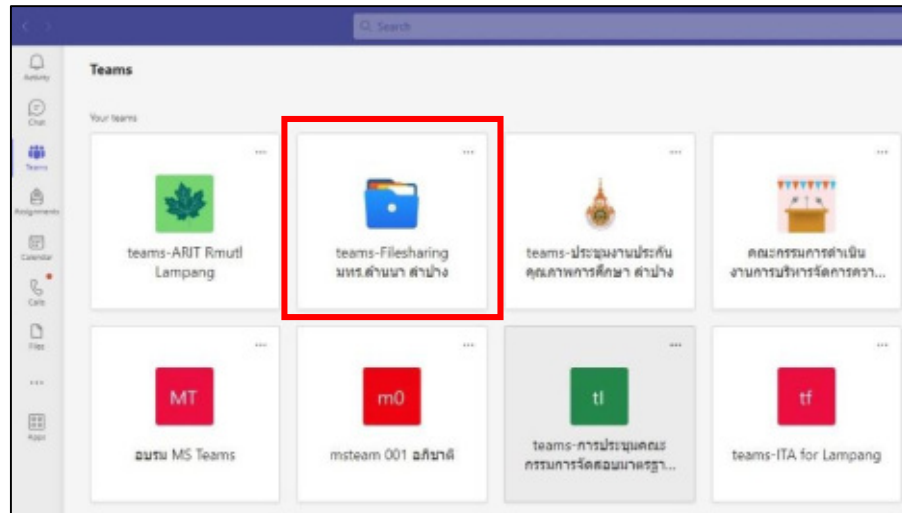 Search
Teams
Your teams
Activity
Chat
Teams
Assignments
Calendar
Calls
Files
...
Apps
...
teams-ARIT Rmutl
Lampang
...
teams-Filesharing
มทร.ล้านนา ลำปาง
...
teams-ประชุมงานประกัน
คุณภาพการศึกษา ลำปาง
...
คณะกรรมการดำเนิน
งานการบริหารจัดการควา...
...
MT
อบรม MS Teams
...
m0
msteam 001 อภิชาติ
...
tl
teams-การประชุมคณะ
กรรมการจัดสอบมาตรฐา...
...
tf
teams-ITA for Lampang